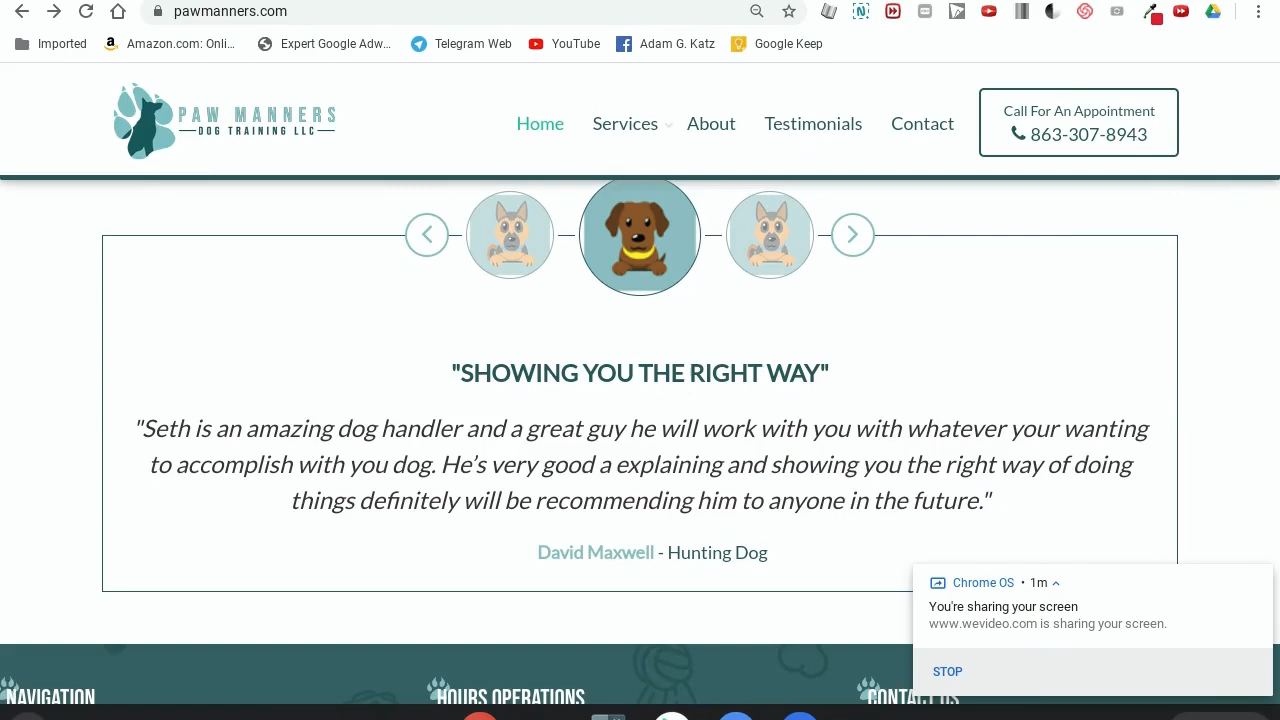 pawmanners.com
Imported
Amazon.com: Onli...
Expert Google Adw...
Telegram Web
YouTube
Adam G. Katz
Google Keep
PAW MANNERS
DOG TRAINING LLC
Home
Services
About
Testimonials
Contact
Call For An Appointment
863-307-8943
"SHOWING YOU THE RIGHT WAY"
"Seth is an amazing dog handler and a great guy he will work with you with whatever your wanting
to accomplish with you dog. He’s very good a explaining and showing you the right way of doing
things definitely will be recommending him to anyone in the future."
David Maxwell - Hunting Dog
Chrome OS • 1m
You're sharing your screen
www.wevideo.com is sharing your screen.
STOP
NAVIGATION
HOURS OPERATIONS
CONTACT US